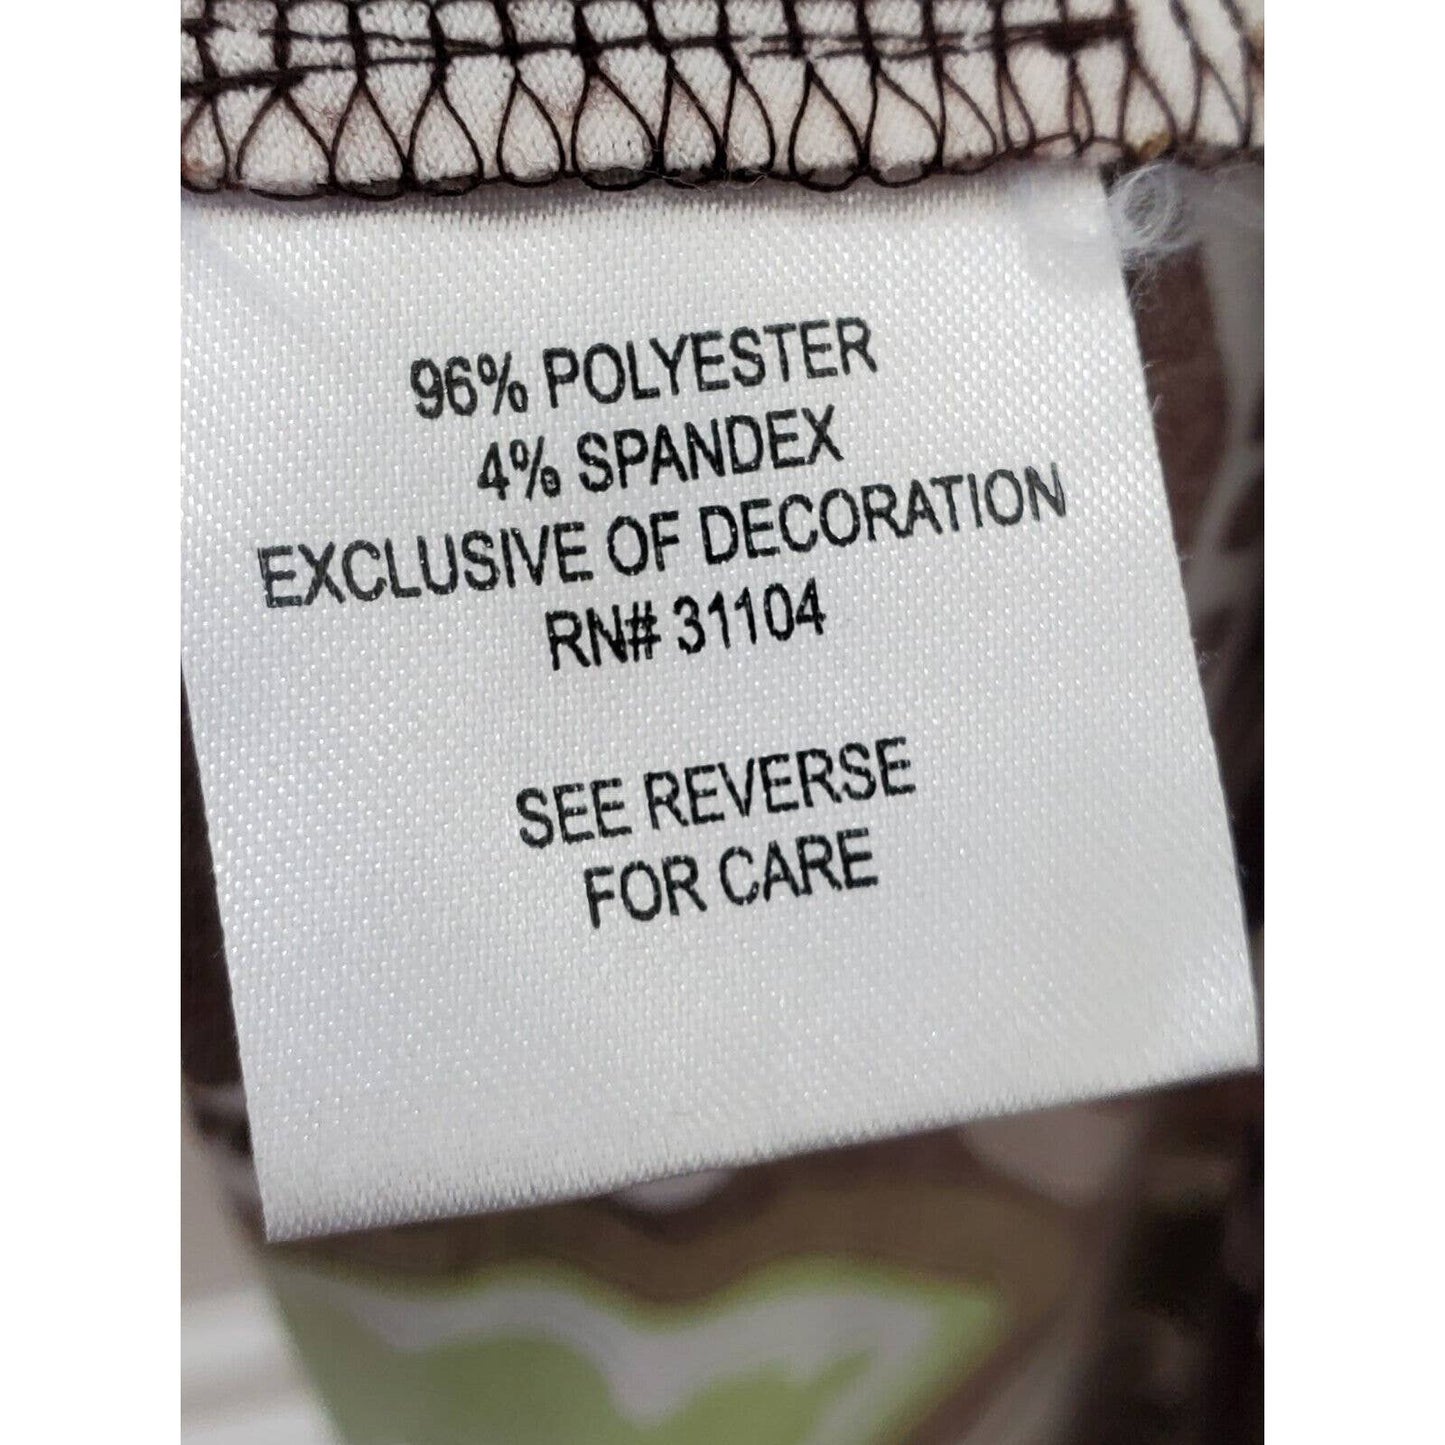 96% POLYESTER
4% SPANDEX
EXCLUSIVE OF DECORATION
RN# 31104
SEE REVERSE
FOR CARE